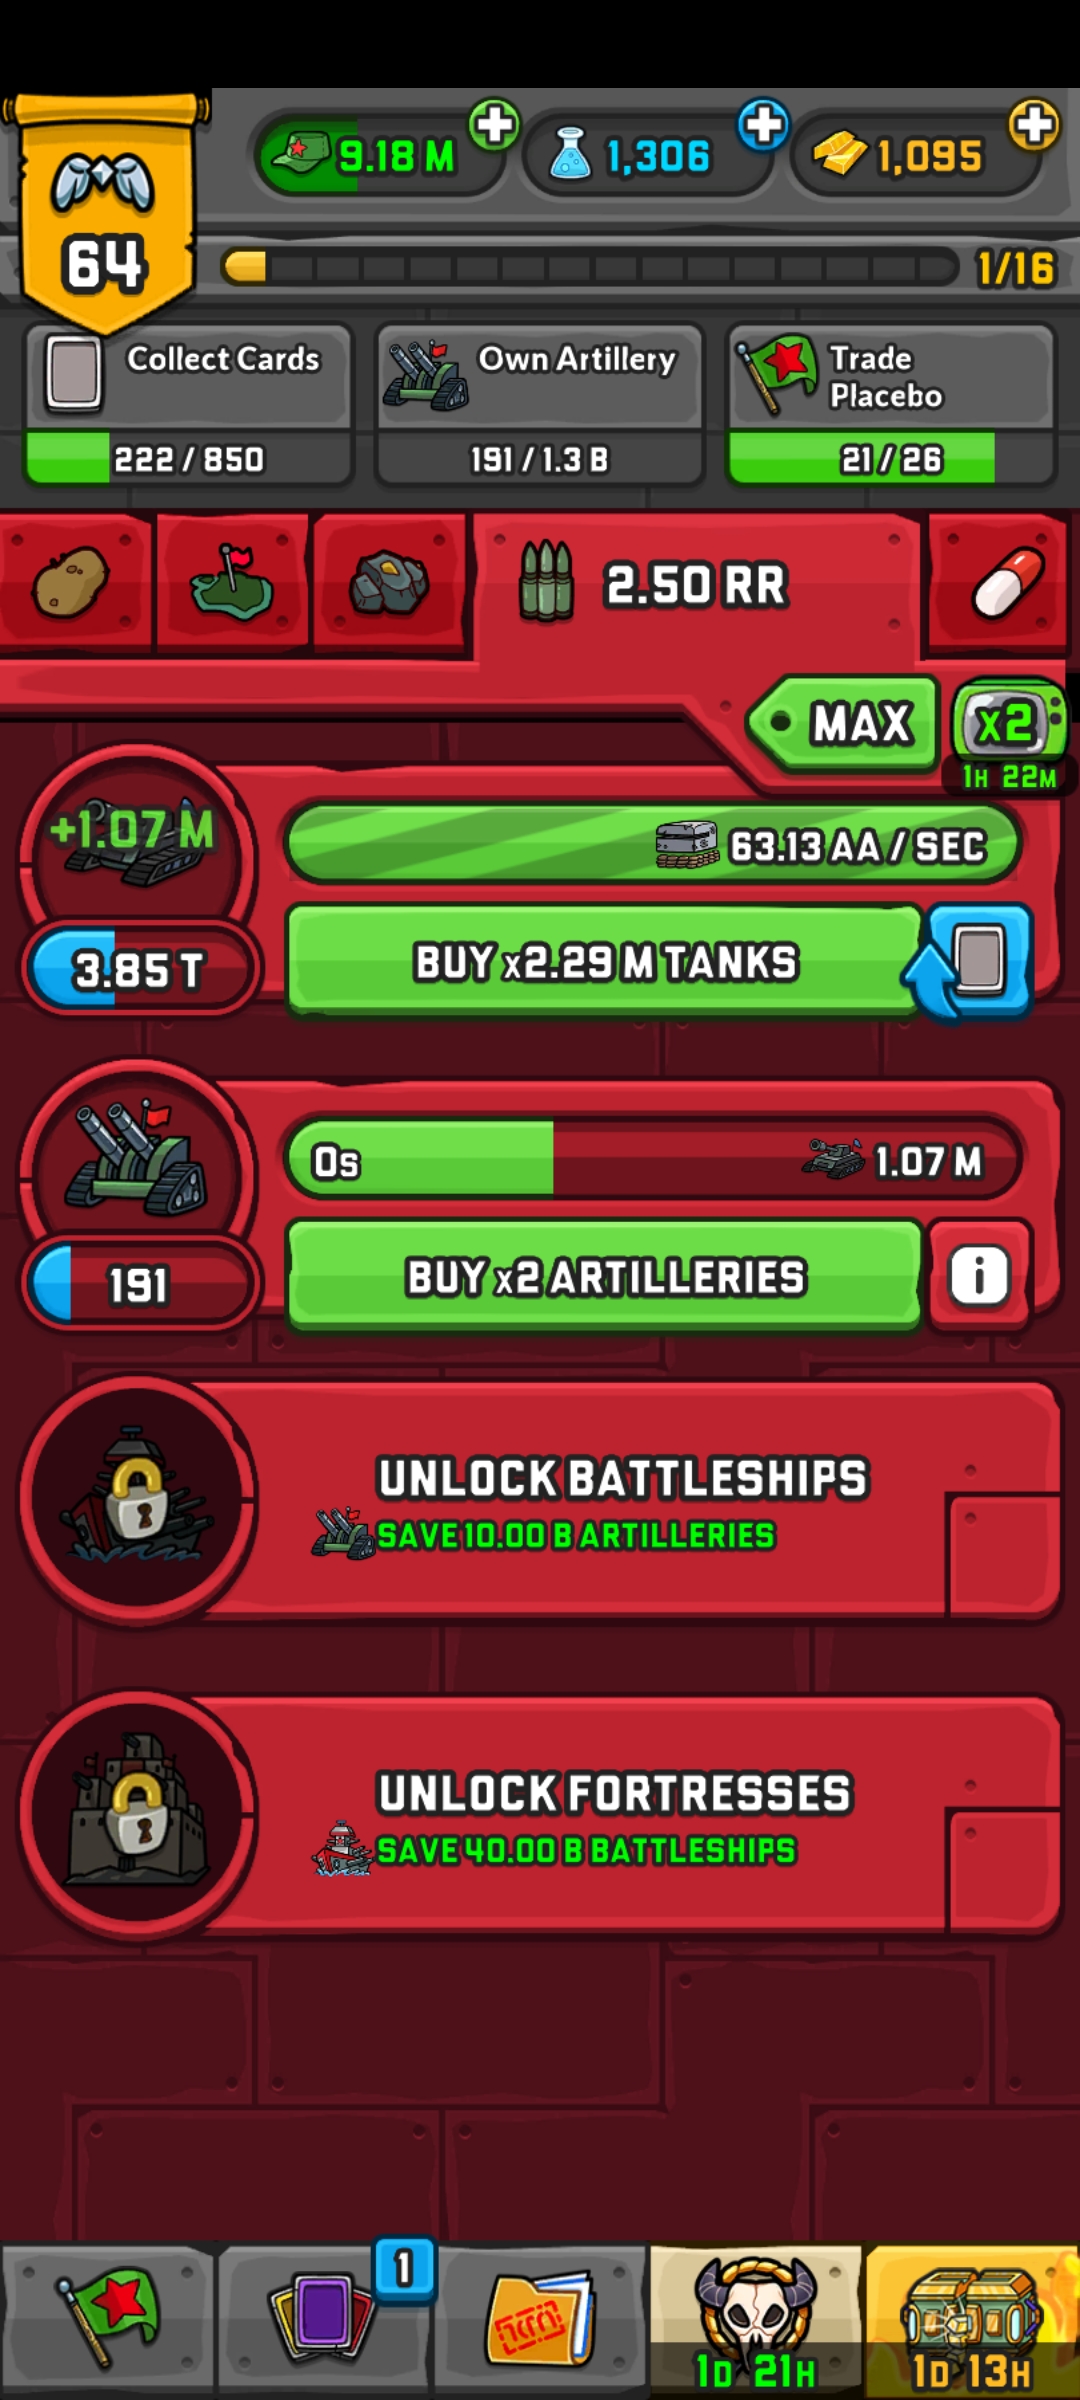 64
9.18 M
1,306
1,095
1/16
Collect Cards
222 / 850
Own Artillery
191 / 1.3 B
Trade
Placebo
21 / 26
2.50 RR
MAX
x2
1H 22M
+1.07 M
63.13 AA / SEC
3.85 T
BUY x2.29 M TANKS
0s
1.07 M
191
BUY x2 ARTILLERIES
i
UNLOCK BATTLESHIPS
SAVE 10.00 B ARTILLERIES
UNLOCK FORTRESSES
SAVE 40.00 B BATTLESHIPS
1
1D 21H
1D 13H